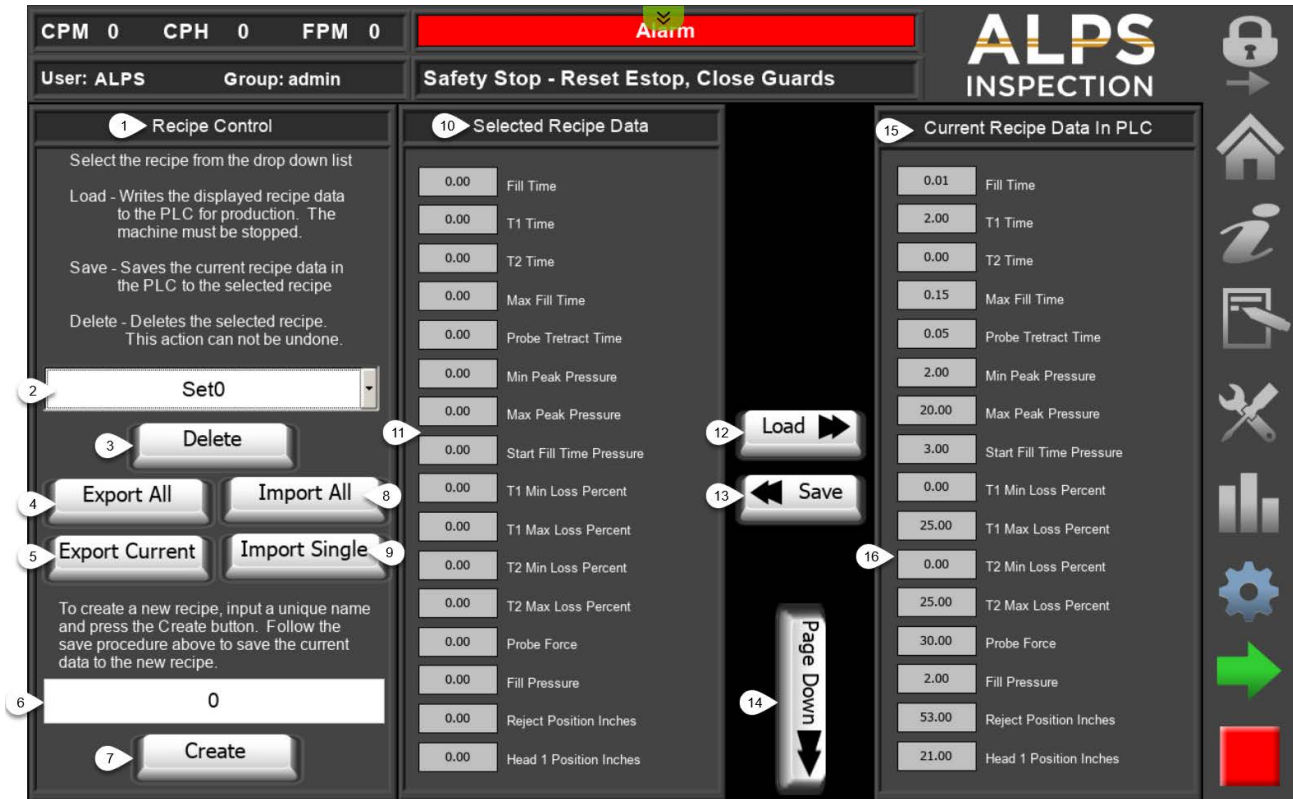 CPM 0 CPH 0 FPM 0
Alarm
ALPS
INSPECTION
User: ALPS Group: admin
Safety Stop - Reset Estop, Close Guards
1 Recipe Control
Select the recipe from the drop down list
Load - Writes the displayed recipe data
to the PLC for production. The
machine must be stopped.
Save - Saves the current recipe data in
the PLC to the selected recipe
Delete - Deletes the selected recipe.
This action can not be undone.
2 Set0
3 Delete
4 Export All
Import All 8
5 Export Current
Import Single 9
To create a new recipe, input a unique name
and press the Create button. Follow the
save procedure above to save the current
data to the new recipe.
6 0
7 Create
10 Selected Recipe Data
0.00 Fill Time
0.00 T1 Time
0.00 T2 Time
0.00 Max Fill Time
0.00 Probe Tretract Time
0.00 Min Peak Pressure
0.00 Max Peak Pressure
11
0.00 Start Fill Time Pressure
0.00 T1 Min Loss Percent
0.00 T1 Max Loss Percent
0.00 T2 Min Loss Percent
0.00 T2 Max Loss Percent
0.00 Probe Force
0.00 Fill Pressure
0.00 Reject Position Inches
0.00 Head 1 Position Inches
12 Load
13 Save
14 Page Down
15 Current Recipe Data In PLC
0.01 Fill Time
2.00 T1 Time
0.00 T2 Time
0.15 Max Fill Time
0.05 Probe Tretract Time
2.00 Min Peak Pressure
20.00 Max Peak Pressure
3.00 Start Fill Time Pressure
0.00 T1 Min Loss Percent
25.00 T1 Max Loss Percent
16
0.00 T2 Min Loss Percent
25.00 T2 Max Loss Percent
30.00 Probe Force
2.00 Fill Pressure
53.00 Reject Position Inches
21.00 Head 1 Position Inches